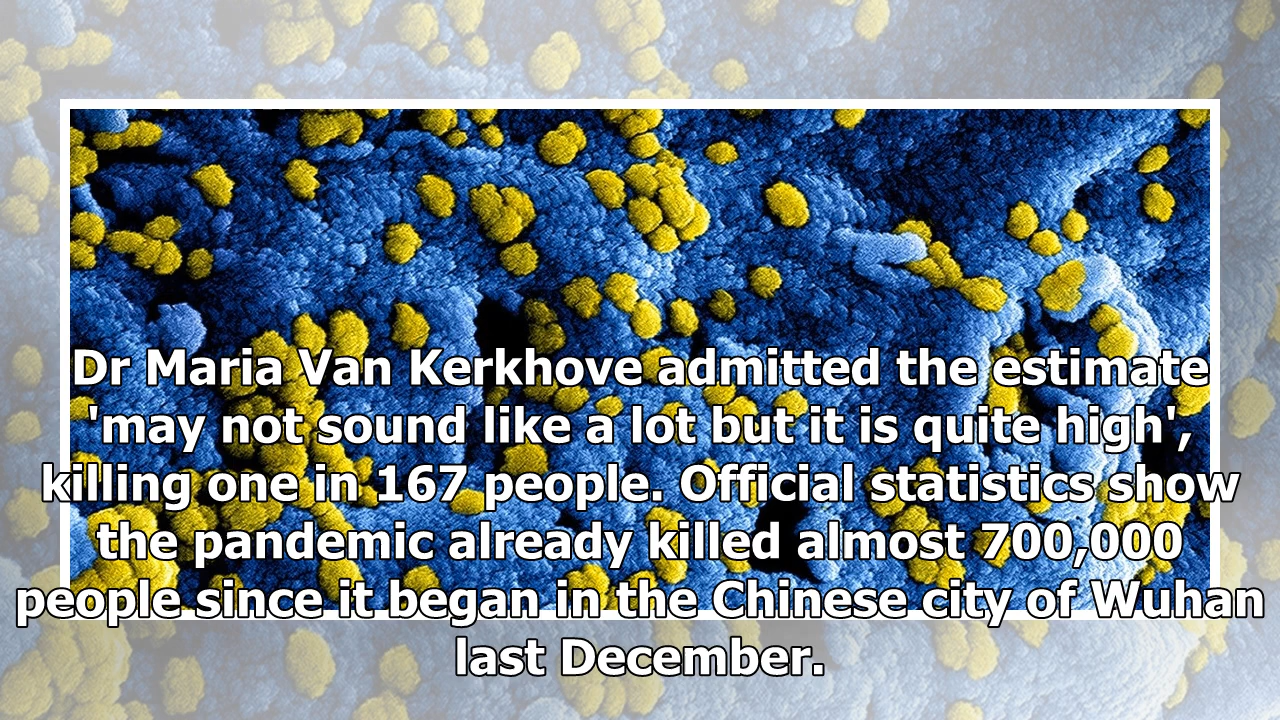 Dr Maria Van Kerkhove admitted the estimate
'may not sound like a lot but it is quite high',
killing one in 167 people. Official statistics show
the pandemic already killed almost 700,000
people since it began in the Chinese city of Wuhan
last December.